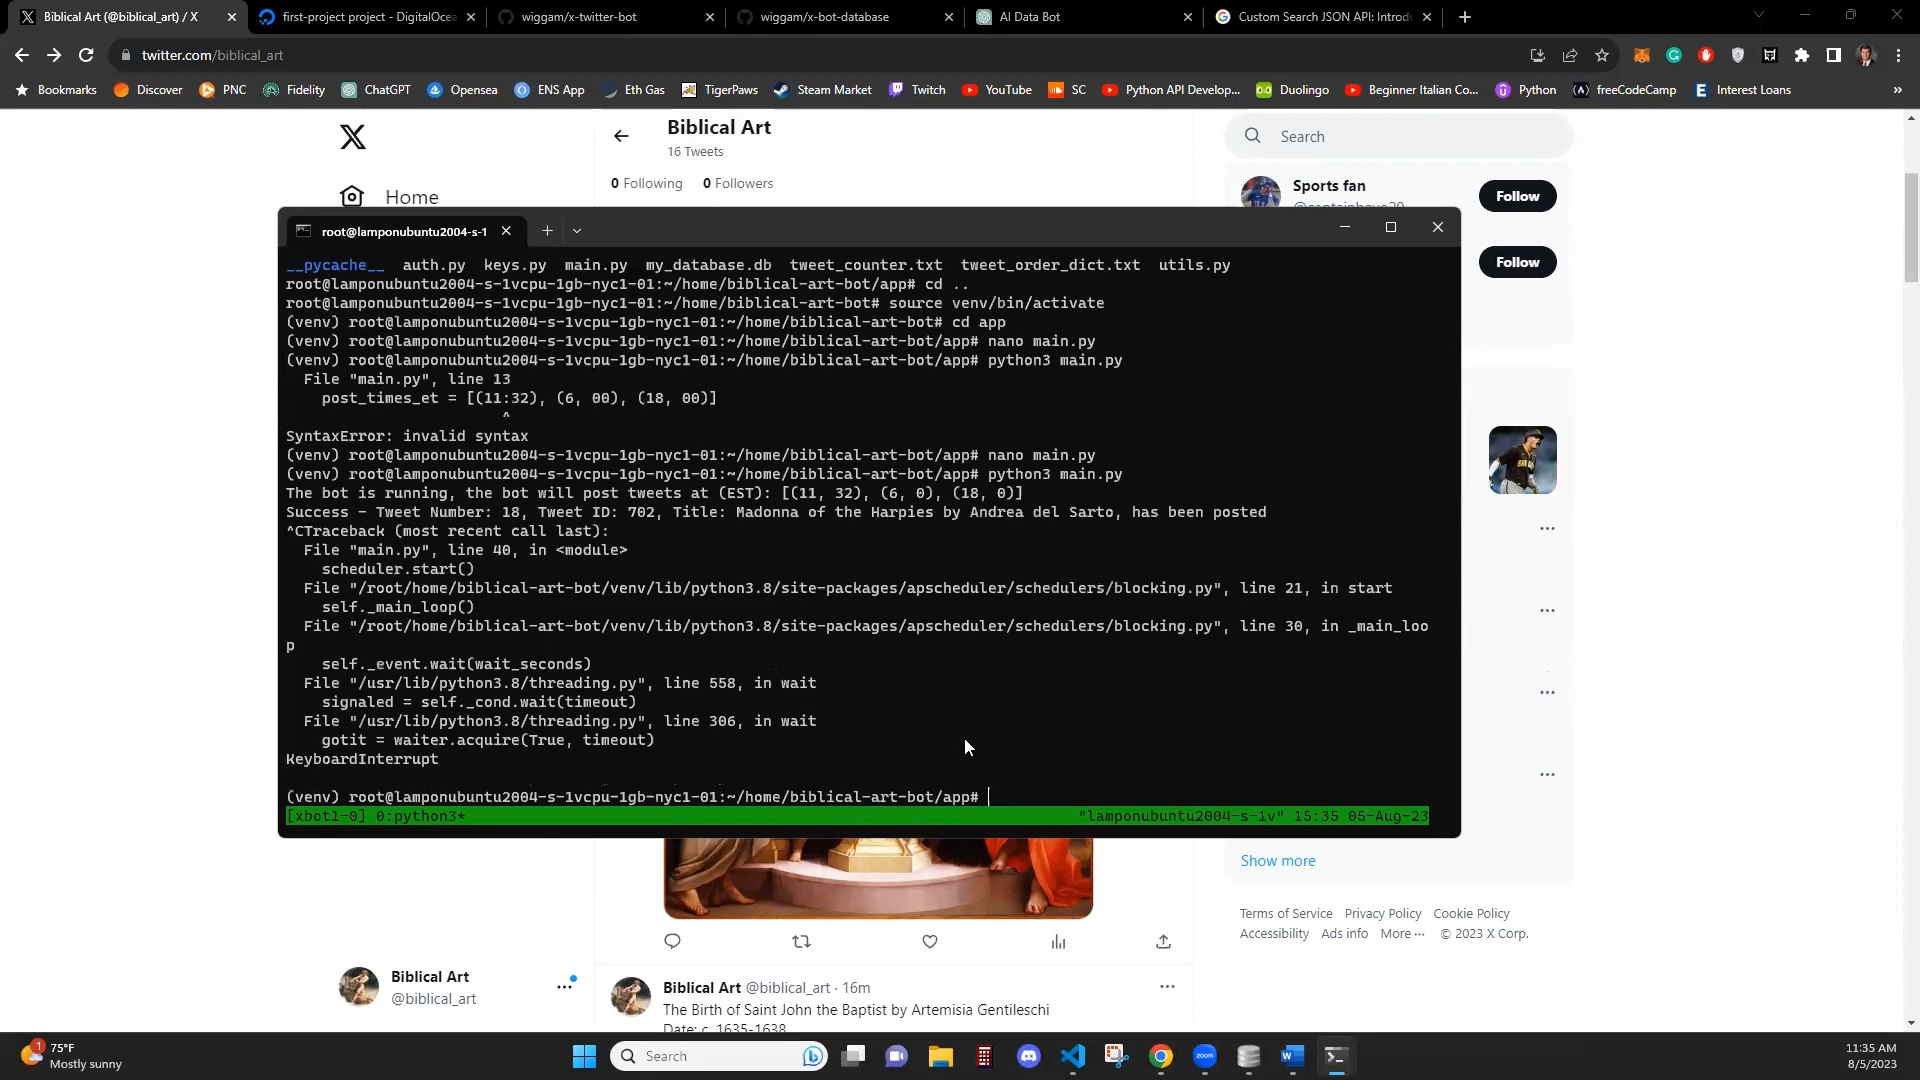 Biblical Art (@biblical_art) / X
first-project project - DigitalOcea
wiggam/x-twitter-bot
wiggam/x-bot-database
AI Data Bot
Custom Search JSON API: Introdu
twitter.com/biblical_art
Bookmarks
Discover
PNC
Fidelity
ChatGPT
Opensea
ENS App
Eth Gas
TigerPaws
Steam Market
Twitch
YouTube
SC
Python API Develop...
Duolingo
Beginner Italian Co...
Python
freeCodeCamp
Interest Loans
»
Biblical Art
16 Tweets
0 Following 0 Followers
Home
Search
Sports fan
Follow
Follow
root@lamponubuntu2004-s-1
__pycache__ auth.py keys.py main.py my_database.db tweet_counter.txt tweet_order_dict.txt utils.py
root@lamponubuntu2004-s-1vcpu-1gb-nyc1-01:~/home/biblical-art-bot/app# cd ..
root@lamponubuntu2004-s-1vcpu-1gb-nyc1-01:~/home/biblical-art-bot# source venv/bin/activate
(venv) root@lamponubuntu2004-s-1vcpu-1gb-nyc1-01:~/home/biblical-art-bot# cd app
(venv) root@lamponubuntu2004-s-1vcpu-1gb-nyc1-01:~/home/biblical-art-bot/app# nano main.py
(venv) root@lamponubuntu2004-s-1vcpu-1gb-nyc1-01:~/home/biblical-art-bot/app# python3 main.py
File "main.py", line 13
post_times_et = [(11:32), (6, 00), (18, 00)]
^
SyntaxError: invalid syntax
(venv) root@lamponubuntu2004-s-1vcpu-1gb-nyc1-01:~/home/biblical-art-bot/app# nano main.py
(venv) root@lamponubuntu2004-s-1vcpu-1gb-nyc1-01:~/home/biblical-art-bot/app# python3 main.py
The bot is running, the bot will post tweets at (EST): [(11, 32), (6, 0), (18, 0)]
Success - Tweet Number: 18, Tweet ID: 702, Title: Madonna of the Harpies by Andrea del Sarto, has been posted
^CTraceback (most recent call last):
File "main.py", line 40, in <module>
scheduler.start()
File "/root/home/biblical-art-bot/venv/lib/python3.8/site-packages/apscheduler/schedulers/blocking.py", line 21, in start
self._main_loop()
File "/root/home/biblical-art-bot/venv/lib/python3.8/site-packages/apscheduler/schedulers/blocking.py", line 30, in _main_loo
p
self._event.wait(wait_seconds)
File "/usr/lib/python3.8/threading.py", line 558, in wait
signaled = self._cond.wait(timeout)
File "/usr/lib/python3.8/threading.py", line 306, in wait
gotit = waiter.acquire(True, timeout)
KeyboardInterrupt
(venv) root@lamponubuntu2004-s-1vcpu-1gb-nyc1-01:~/home/biblical-art-bot/app#
[xbot1-0] 0:python3* "lamponubuntu2004-s-1v" 15:35 05-Aug-23
Show more
Terms of Service Privacy Policy Cookie Policy
Accessibility Ads info More ··· © 2023 X Corp.
Biblical Art
@biblical_art
Biblical Art @biblical_art · 16m
The Birth of Saint John the Baptist by Artemisia Gentileschi
Date: c. 1635-1638
1
75°F
Mostly sunny
Search
zoom
11:35 AM
8/5/2023